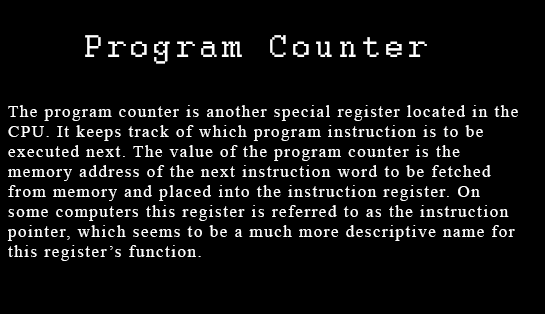 Program Counter
The program counter is another special register located in the
CPU. It keeps track of which program instruction is to be
executed next. The value of the program counter is the
memory address of the next instruction word to be fetched
from memory and placed into the instruction register. On
some computers this register is referred to as the instruction
pointer, which seems to be a much more descriptive name for
this register’s function.